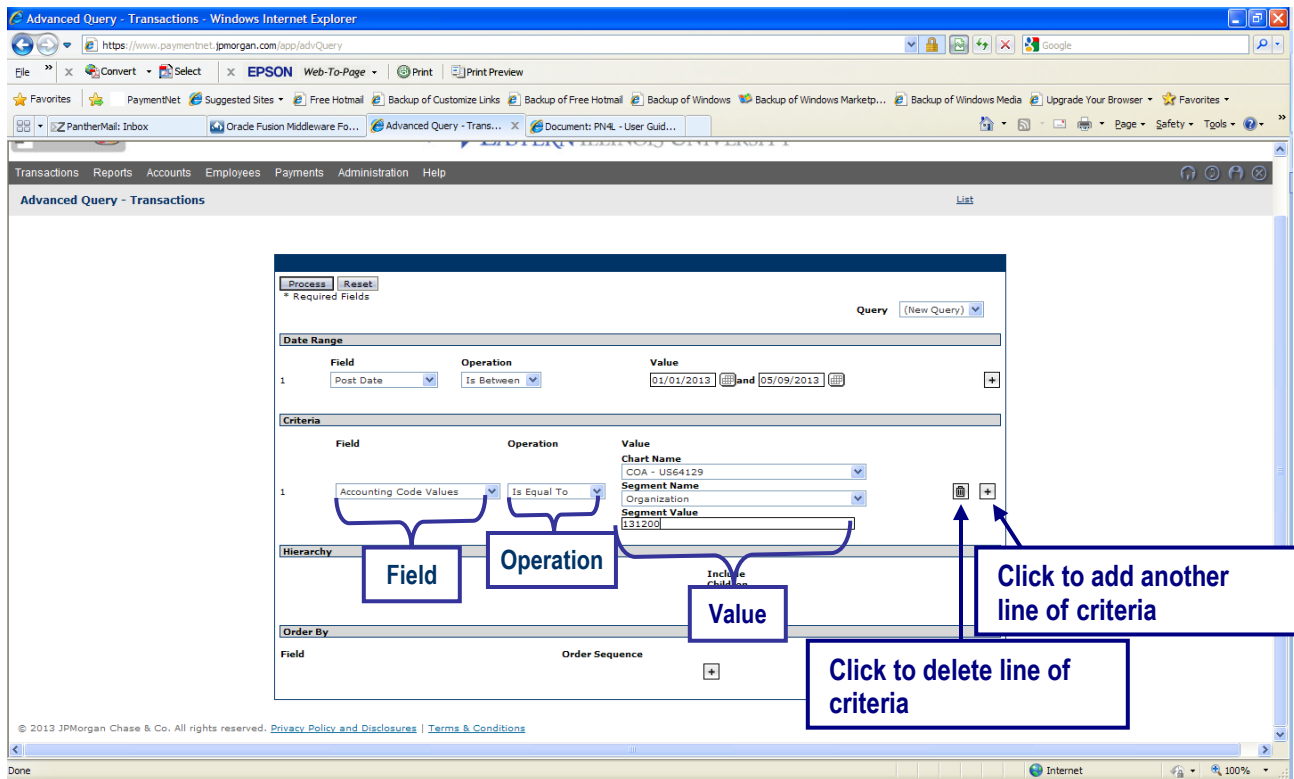 Advanced Query - Transactions - Windows Internet Explorer
https://www.paymentnet.jpmorgan.com/app/advQuery
Google
File » x Convert Select x EPSON Web-To-Page Print Print Preview
Favorites PaymentNet Suggested Sites Free Hotmail Backup of Customize Links Backup of Free Hotmail Backup of Windows Backup of Windows Marketp... Backup of Windows Media Upgrade Your Browser Favorites
PantherMail: Inbox Oracle Fusion Middleware Fo... Advanced Query - Trans... X Document: PN4L - User Guid... Page Safety Tools »
EASTERN ILLINOIS UNIVERSITY
Transactions Reports Accounts Employees Payments Administration Help
Advanced Query - Transactions List
Process Reset
* Required Fields
Query (New Query)
Date Range
Field Operation Value
1 Post Date Is Between 01/01/2013 and 05/09/2013 +
Criteria
Field Operation Value
Chart Name
COA - US64129
Segment Name
1 Accounting Code Values Is Equal To Organization +
Segment Value
131200
Hierarchy
Field
Operation
Value
Include
Children
Click to add another
line of criteria
Order By
Field Order Sequence
+
Click to delete line of
criteria
© 2013 JPMorgan Chase & Co. All rights reserved. Privacy Policy and Disclosures | Terms & Conditions
Done Internet 100%